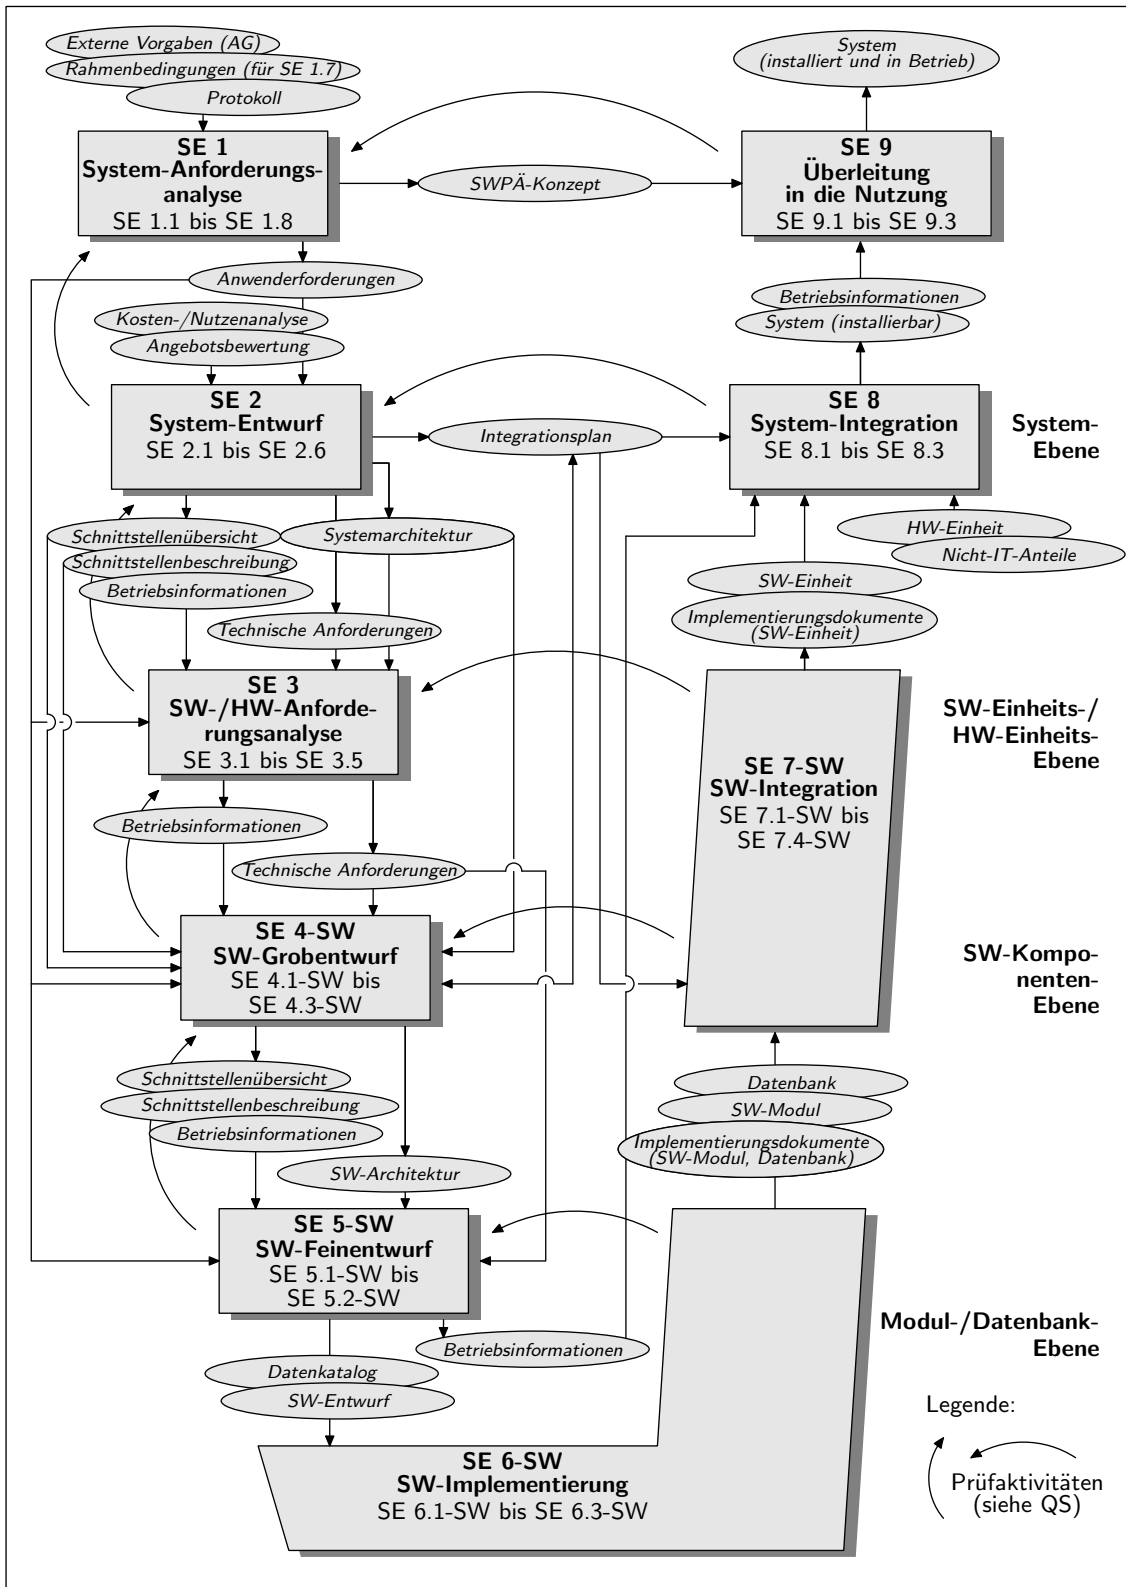 Externe Vorgaben (AG)
Rahmenbedingungen (für SE 1.7)
Protokoll
System
(installiert und in Betrieb)
SE 1
System-Anforderungs-
analyse
SE 1.1 bis SE 1.8
SWPÄ-Konzept
SE 9
Überleitung
in die Nutzung
SE 9.1 bis SE 9.3
Anwenderforderungen
Kosten-/Nutzenanalyse
Angebotsbewertung
Betriebsinformationen
System (installierbar)
SE 2
System-Entwurf
SE 2.1 bis SE 2.6
Integrationsplan
SE 8
System-Integration
SE 8.1 bis SE 8.3
System-
Ebene
Schnittstellenübersicht
Schnittstellenbeschreibung
Betriebsinformationen
Systemarchitektur
Technische Anforderungen
HW-Einheit
Nicht-IT-Anteile
SW-Einheit
Implementierungsdokumente
(SW-Einheit)
SE 3
SW-/HW-Anforde-
rungsanalyse
SE 3.1 bis SE 3.5
SE 7-SW
SW-Integration
SE 7.1-SW bis
SE 7.4-SW
SW-Einheits-/
HW-Einheits-
Ebene
Betriebsinformationen
Technische Anforderungen
SE 4-SW
SW-Grobentwurf
SE 4.1-SW bis
SE 4.3-SW
SW-Kompo-
nenten-
Ebene
Schnittstellenübersicht
Schnittstellenbeschreibung
Betriebsinformationen
SW-Architektur
Datenbank
SW-Modul
Implementierungsdokumente
(SW-Modul, Datenbank)
SE 5-SW
SW-Feinentwurf
SE 5.1-SW bis
SE 5.2-SW
Betriebsinformationen
Datenkatalog
SW-Entwurf
Modul-/Datenbank-
Ebene
SE 6-SW
SW-Implementierung
SE 6.1-SW bis SE 6.3-SW
Legende:
Prüfaktivitäten
(siehe QS)